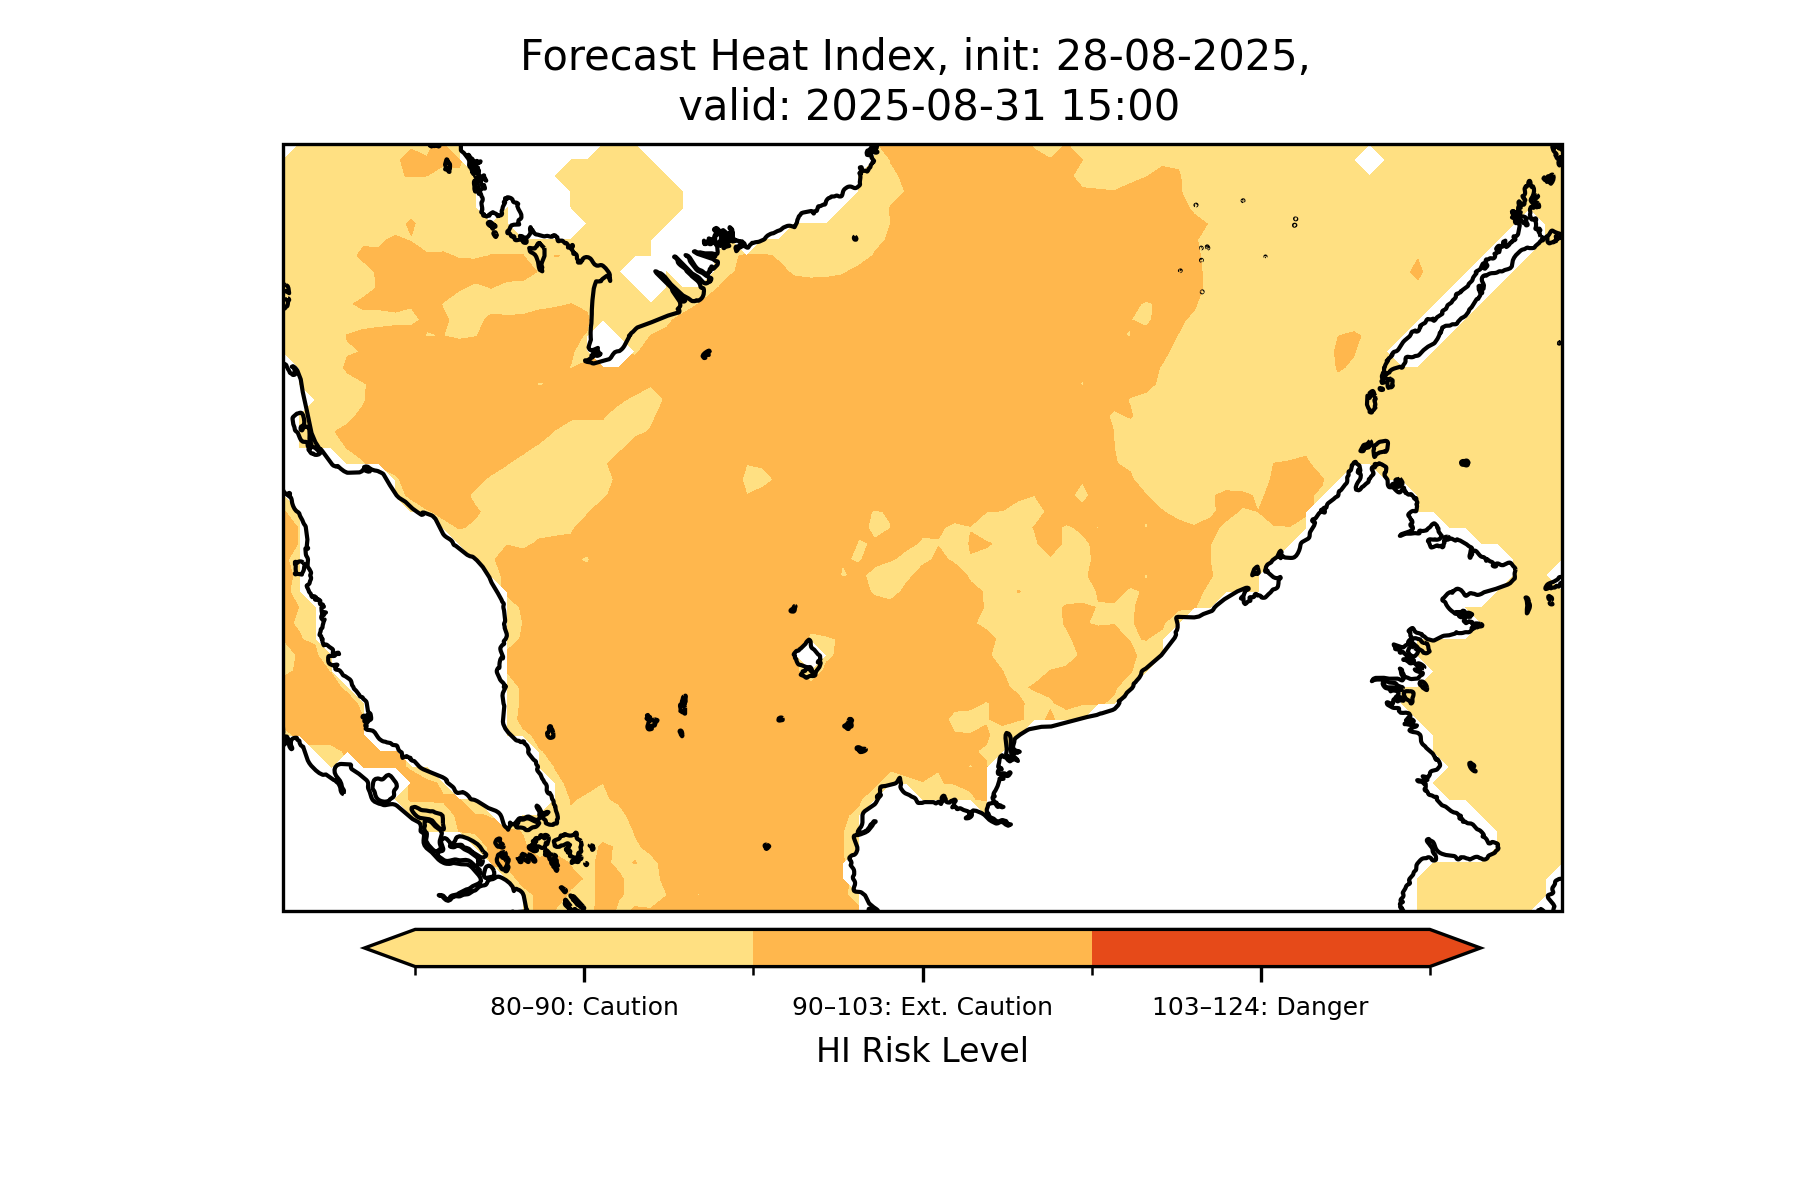 Forecast Heat Index, init: 28-08-2025,
valid: 2025-08-31 15:00
80–90: Caution
90–103: Ext. Caution
103–124: Danger
HI Risk Level